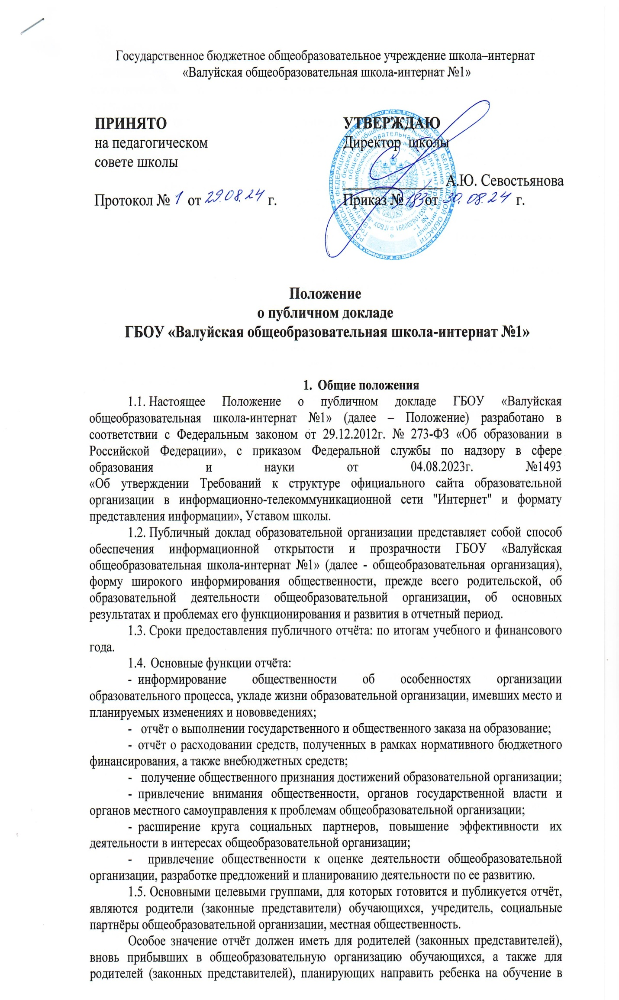 Государственное бюджетное общеобразовательное учреждение школа–интернат
«Валуйская общеобразовательная школа-интернат №1»
ПРИНЯТО
на педагогическом
совете школы
Протокол № 1 от 29.08.24 г.
УТВЕРЖДАЮ
Директор школы
А.Ю. Севостьянова
Приказ № 183 от 30.08.24 г.
Положение
о публичном докладе
ГБОУ «Валуйская общеобразовательная школа-интернат №1»
1. Общие положения
1.1. Настоящее Положение о публичном докладе ГБОУ «Валуйская
общеобразовательная школа-интернат №1» (далее – Положение) разработано в
соответствии с Федеральным законом от 29.12.2012г. № 273-ФЗ «Об образовании в
Российской Федерации», с приказом Федеральной службы по надзору в сфере
образования и науки от 04.08.2023г. №1493
«Об утверждении Требований к структуре официального сайта образовательной
организации в информационно-телекоммуникационной сети "Интернет" и формату
представления информации», Уставом школы.
1.2. Публичный доклад образовательной организации представляет собой способ
обеспечения информационной открытости и прозрачности ГБОУ «Валуйская
общеобразовательная школа-интернат №1» (далее - общеобразовательная организация),
форму широкого информирования общественности, прежде всего родительской, об
образовательной деятельности общеобразовательной организации, об основных
результатах и проблемах его функционирования и развития в отчетный период.
1.3. Сроки предоставления публичного отчёта: по итогам учебного и финансового
года.
1.4. Основные функции отчёта:
- информирование общественности об особенностях организации
образовательного процесса, укладе жизни образовательной организации, имевших место и
планируемых изменениях и нововведениях;
- отчёт о выполнении государственного и общественного заказа на образование;
- отчёт о расходовании средств, полученных в рамках нормативного бюджетного
финансирования, а также внебюджетных средств;
- получение общественного признания достижений образовательной организации;
- привлечение внимания общественности, органов государственной власти и
органов местного самоуправления к проблемам общеобразовательной организации;
- расширение круга социальных партнеров, повышение эффективности их
деятельности в интересах общеобразовательной организации;
- привлечение общественности к оценке деятельности общеобразовательной
организации, разработке предложений и планированию деятельности по ее развитию.
1.5. Основными целевыми группами, для которых готовится и публикуется отчёт,
являются родители (законные представители) обучающихся, учредитель, социальные
партнёры общеобразовательной организации, местная общественность.
Особое значение отчёт должен иметь для родителей (законных представителей),
вновь прибывших в общеобразовательную организацию обучающихся, а также для
родителей (законных представителей), планирующих направить ребенка на обучение в